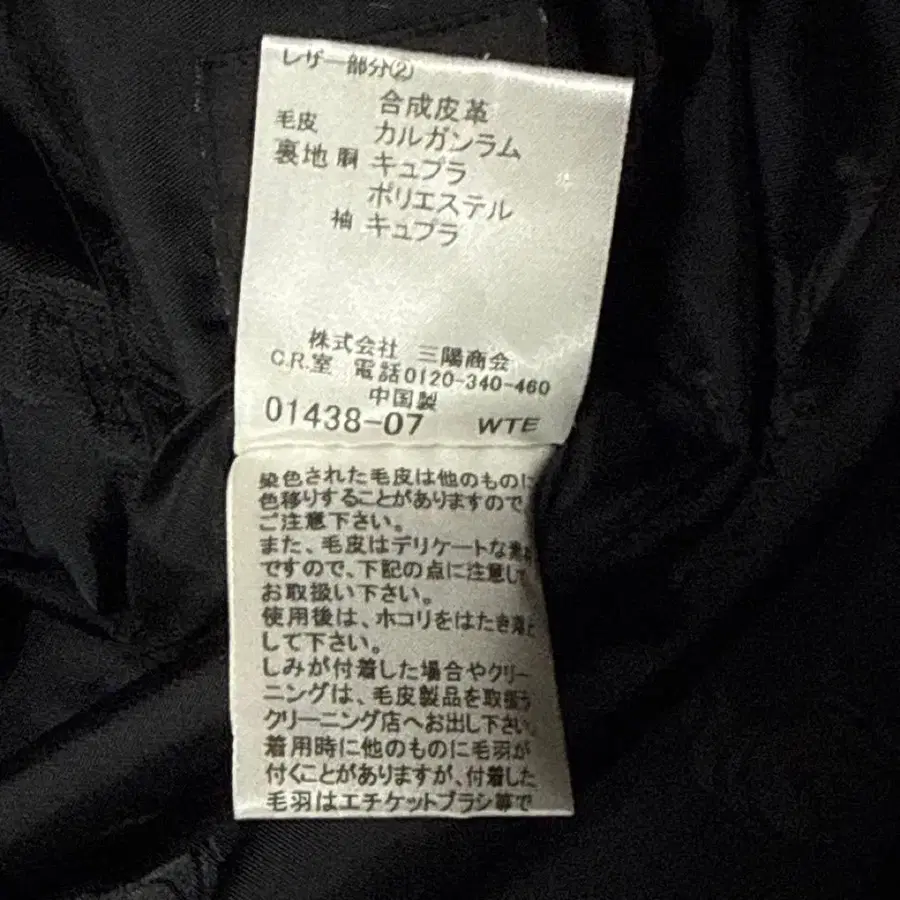 レザー部分(2)
合成皮革
毛皮 カルガンラム
裏地 胴 キュプラ
ポリエステル
袖 キュプラ
株式会社 三陽商会
C.R.室 電話0120-340-460
中国製
01438-07 WTE
染色された毛皮は他のものに
色移りすることがありますので
ご注意下さい。
また、毛皮はデリケートな
ですので、下記の点に注意して
お取扱い下さい。
使用後は、ホコリをはたき
して下さい。
しみが付着した場合やクリー
ニングは、毛皮製品を取扱う
クリーニング店へお出し下さい。
着用時に他のものに毛羽が
付くことがありますが、付着した
毛羽はエチケットブラシ等で